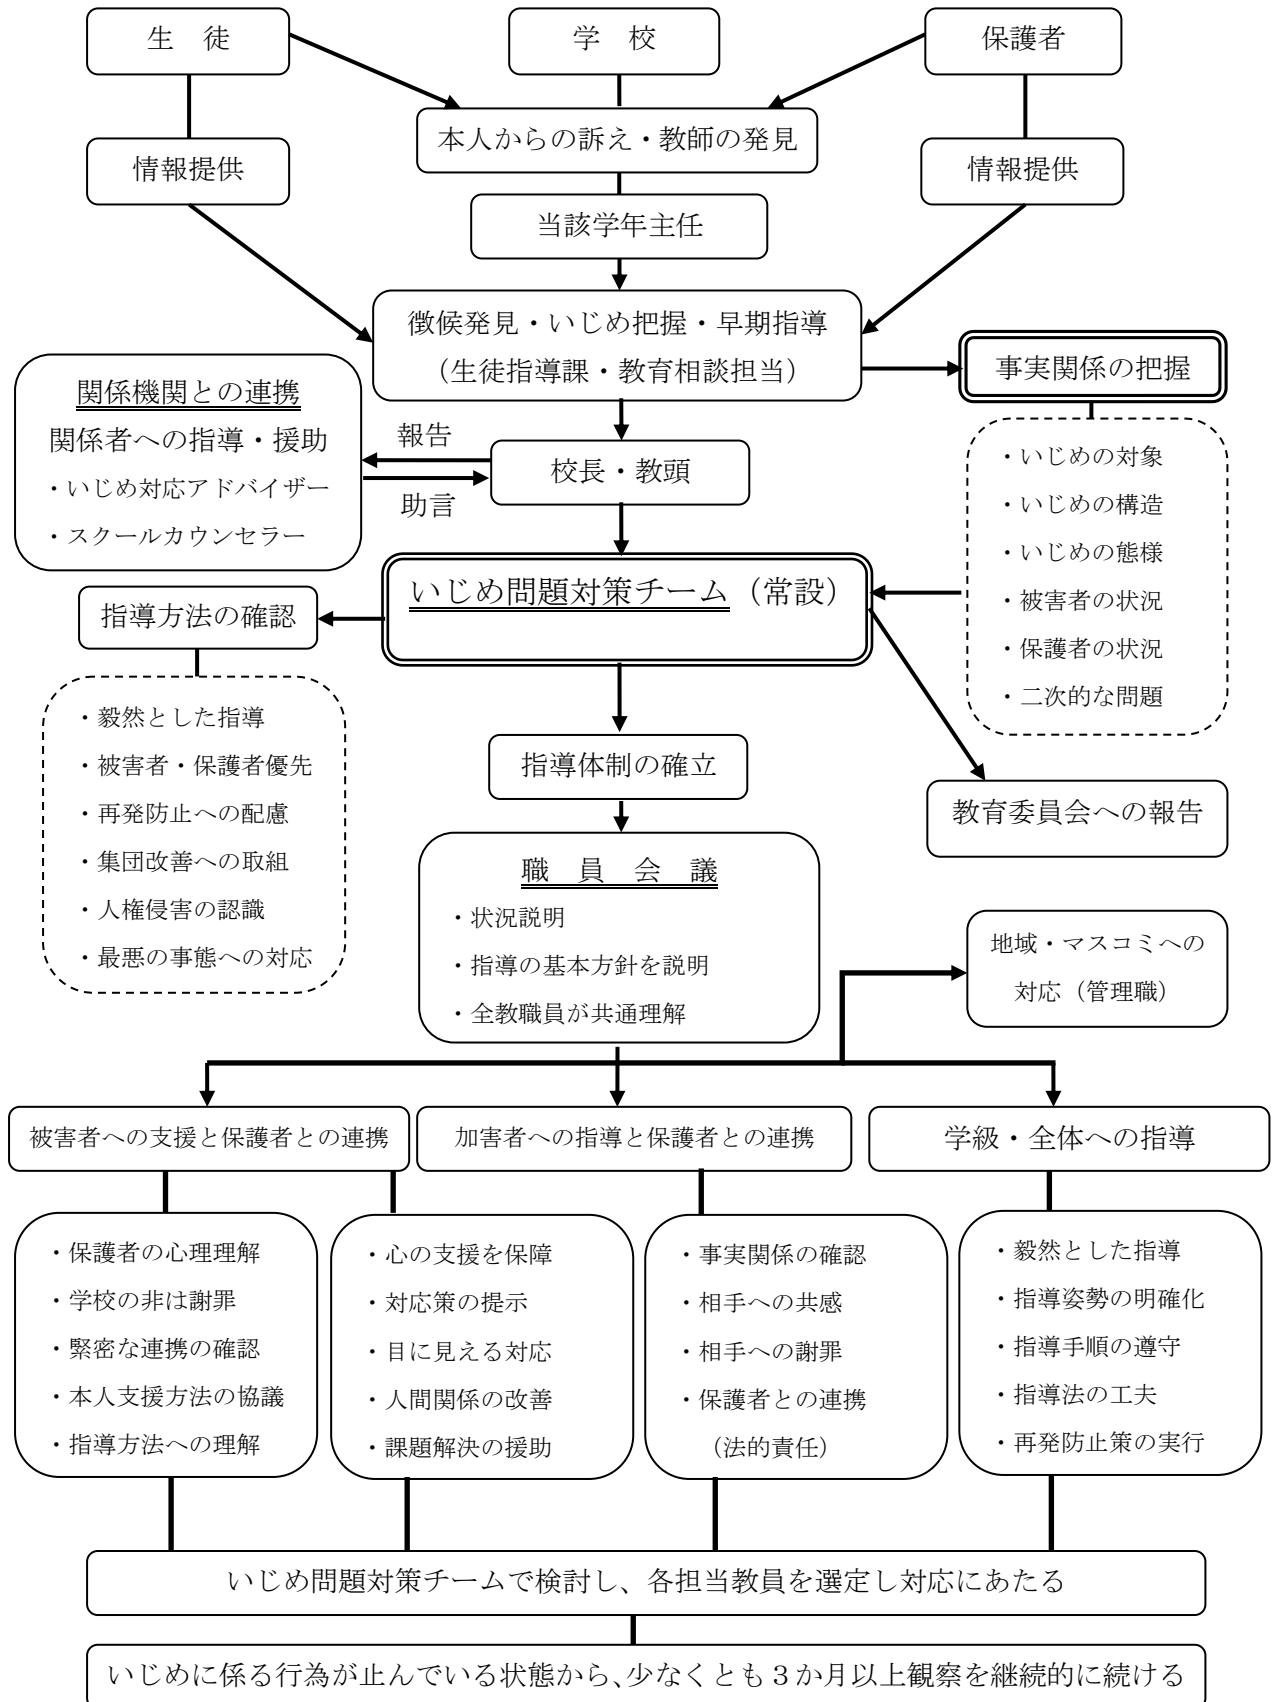 生　徒
学　校
保護者
本人からの訴え・教師の発見
情報提供
情報提供
当該学年主任
徴候発見・いじめ把握・早期指導
（生徒指導課・教育相談担当）
事実関係の把握
・いじめの対象
・いじめの構造
・いじめの態様
・被害者の状況
・保護者の状況
・二次的な問題
関係機関との連携
関係者への指導・援助
・いじめ対応アドバイザー
・スクールカウンセラー
報告
助言
校長・教頭
いじめ問題対策チーム（常設）
指導方法の確認
・毅然とした指導
・被害者・保護者優先
・再発防止への配慮
・集団改善への取組
・人権侵害の認識
・最悪の事態への対応
指導体制の確立
教育委員会への報告
職　員　会　議
・状況説明
・指導の基本方針を説明
・全教職員が共通理解
地域・マスコミへの
対応（管理職）
被害者への支援と保護者との連携
加害者への指導と保護者との連携
学級・全体への指導
・保護者の心理理解
・学校の非は謝罪
・緊密な連携の確認
・本人支援方法の協議
・指導方法への理解
・心の支援を保障
・対応策の提示
・目に見える対応
・人間関係の改善
・課題解決の援助
・事実関係の確認
・相手への共感
・相手への謝罪
・保護者との連携
（法的責任）
・毅然とした指導
・指導姿勢の明確化
・指導手順の遵守
・指導法の工夫
・再発防止策の実行
いじめ問題対策チームで検討し、各担当教員を選定し対応にあたる
いじめに係る行為が止んでいる状態から、少なくとも３か月以上観察を継続的に続ける